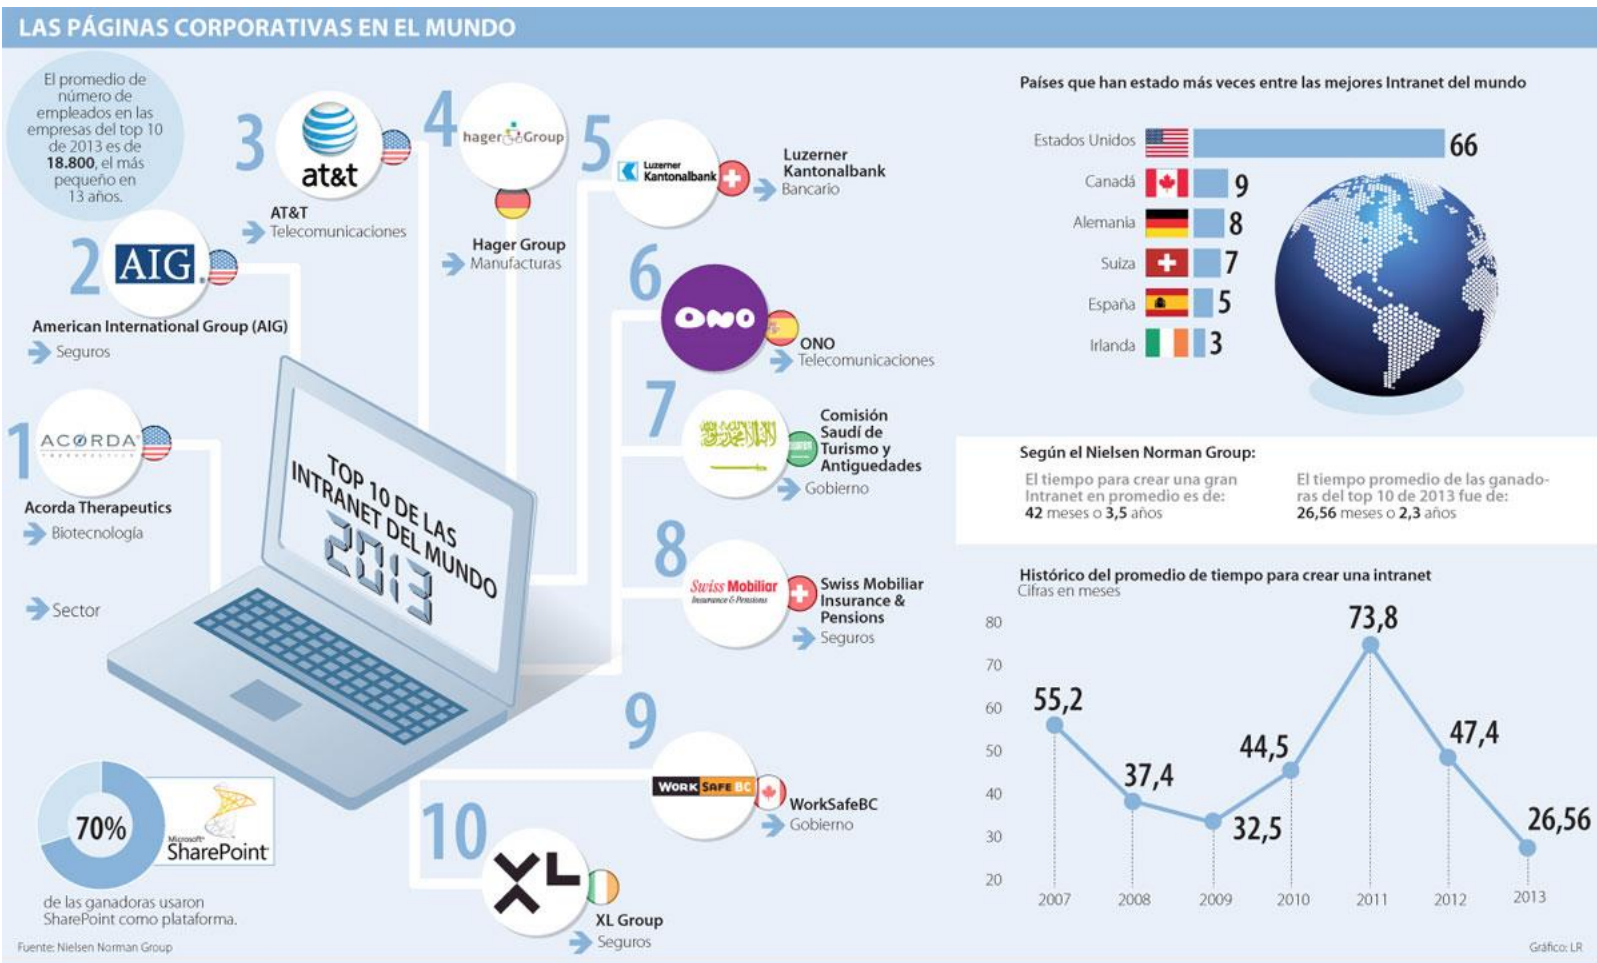 LAS PÁGINAS CORPORATIVAS EN EL MUNDO
El promedio de
número de
empleados en las
empresas del top 10
de 2013 es de
18.800, el más
pequeño en
13 años.
1
ACORDA
THERAPEUTICS
Acorda Therapeutics
Biotecnología
Sector
2
AIG
American International Group (AIG)
Seguros
3
at&t
AT&T
Telecomunicaciones
4
hager Group
Hager Group
Manufacturas
5
Luzerner
Kantonalbank
Luzerner
Kantonalbank
Bancario
6
ONO
ONO
Telecomunicaciones
7
Comisión
Saudí de
Turismo y
Antiguedades
Gobierno
8
Swiss Mobiliar
Insurance & Pensions
Swiss Mobiliar
Insurance &
Pensions
Seguros
9
WORK SAFE BC
WorkSafeBC
Gobierno
10
XL
XL Group
Seguros
TOP 10 DE LAS
INTRANET DEL MUNDO
2013
70%
Microsoft
SharePoint
de las ganadoras usaron
SharePoint como plataforma.
Fuente: Nielsen Norman Group
Países que han estado más veces entre las mejores Intranet del mundo
Estados Unidos 66
Canadá 9
Alemania 8
Suiza 7
España 5
Irlanda 3
Según el Nielsen Norman Group:
El tiempo para crear una gran
Intranet en promedio es de:
42 meses o 3,5 años
El tiempo promedio de las ganado-
ras del top 10 de 2013 fue de:
26,56 meses o 2,3 años
Histórico del promedio de tiempo para crear una intranet
Cifras en meses
80
70
60
50
40
30
20
55,2
37,4
32,5
44,5
73,8
47,4
26,56
2007 2008 2009 2010 2011 2012 2013
Gráfico: LR